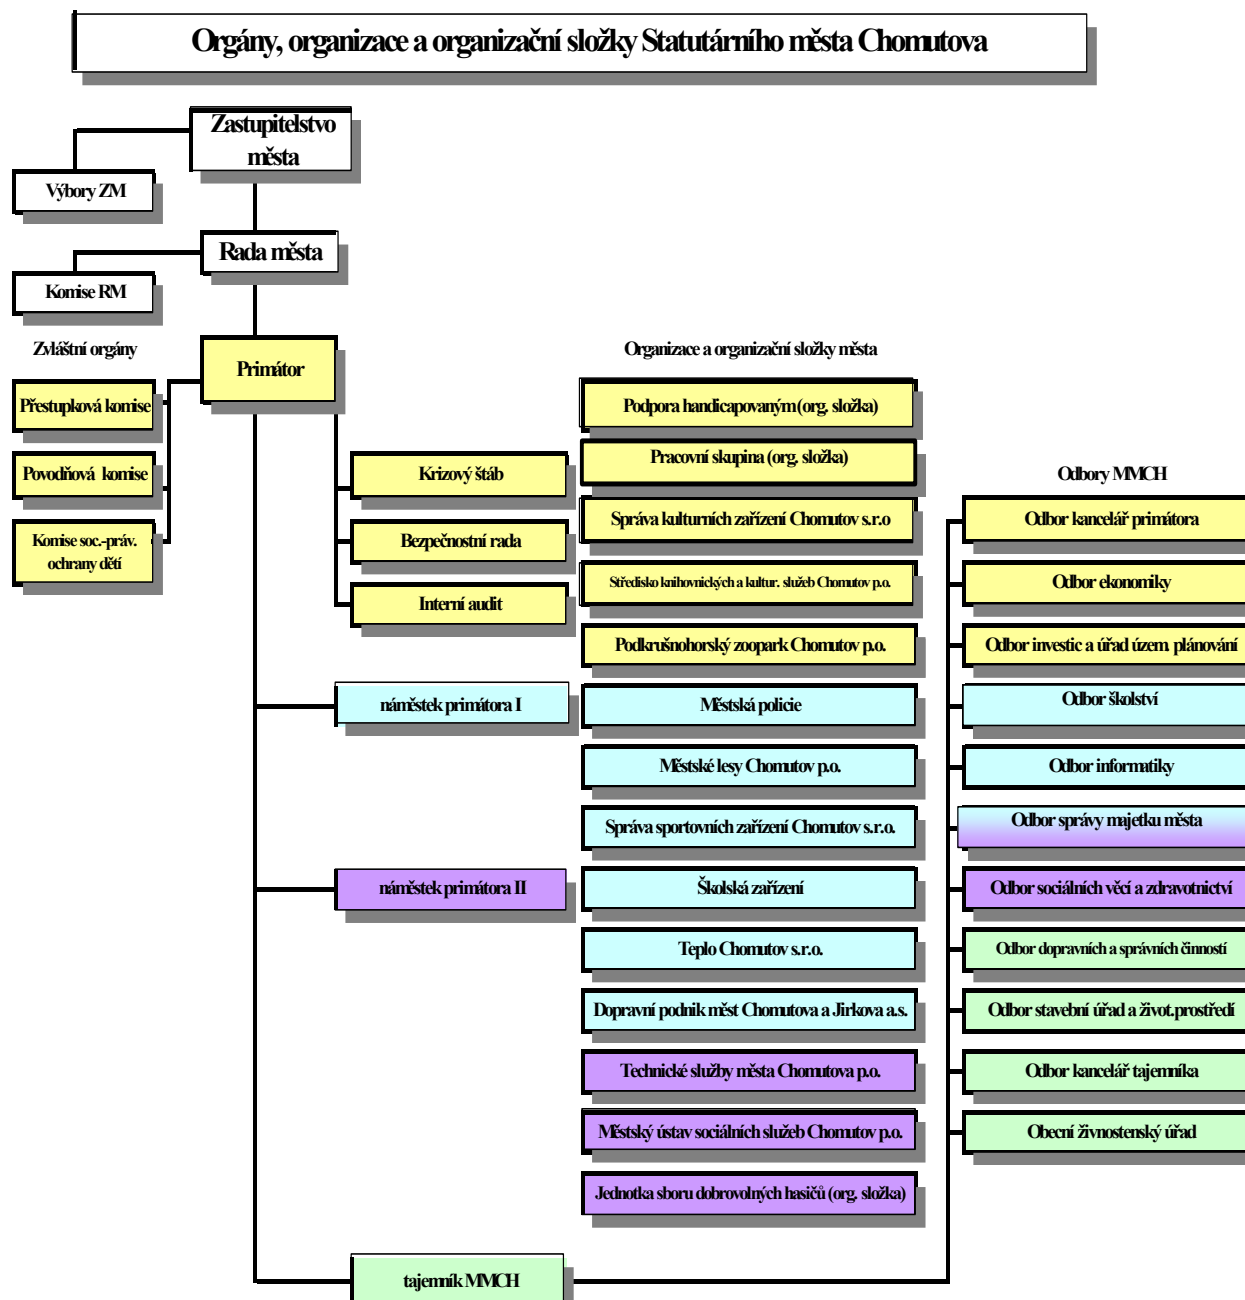 Orgány, organizace a organizační složky Statutárního města Chomutova
Zastupitelstvo
města
Výbory ZM
Rada města
Komise RM
Zvláštní orgány
Primátor
Organizace a organizační složky města
Přestupková komise
Povodňová komise
Komise soc.-práv.
ochrany dětí
Krizový štáb
Bezpečnostní rada
Interní audit
Podpora handicapovaným (org. složka)
Pracovní skupina (org. složka)
Správa kulturních zařízení Chomutov s.r.o
Středisko knihovnických a kultur. služeb Chomutov p.o.
Podkrušnohorský zoopark Chomutov p.o.
Městská policie
Městské lesy Chomutov p.o.
Správa sportovních zařízení Chomutov s.r.o.
Školská zařízení
Teplo Chomutov s.r.o.
Dopravní podnik měst Chomutova a Jirkova a.s.
Technické služby města Chomutova p.o.
Městský ústav sociálních služeb Chomutov p.o.
Jednotka sboru dobrovolných hasičů (org. složka)
náměstek primátora I
náměstek primátora II
tajemník MMCH
Odbory MMCH
Odbor kancelář primátora
Odbor ekonomiky
Odbor investic a úřad územ. plánování
Odbor školství
Odbor informatiky
Odbor správy majetku města
Odbor sociálních věcí a zdravotnictví
Odbor dopravních a správních činností
Odbor stavební úřad a život.prostředí
Odbor kancelář tajemníka
Obecní živnostenský úřad